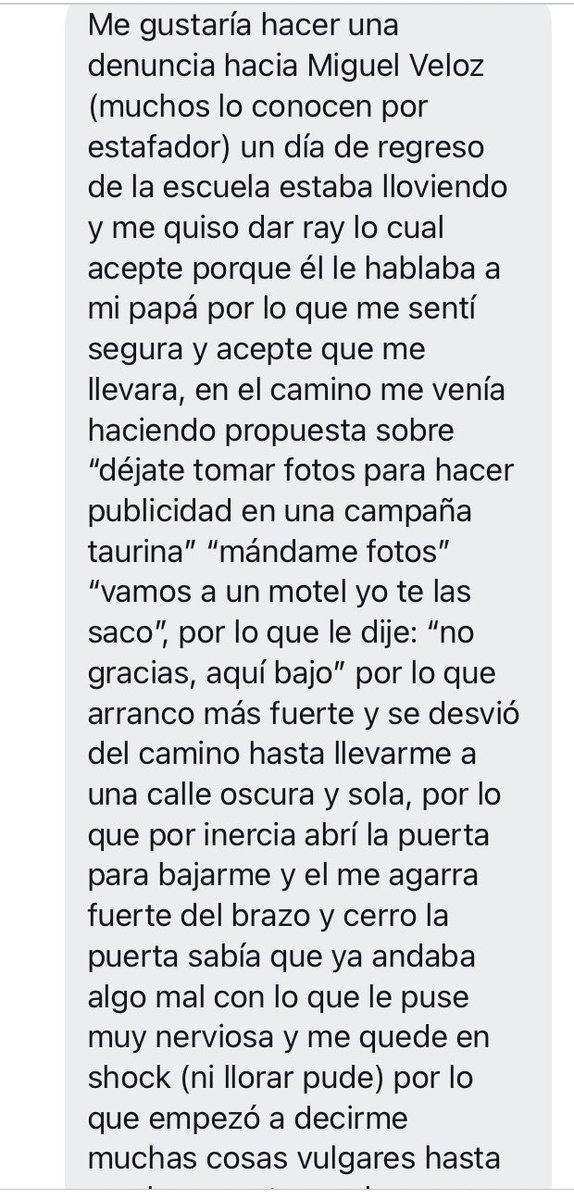 Me gustaría hacer una
denuncia hacia Miguel Veloz
(muchos lo conocen por
estafador) un día de regreso
de la escuela estaba lloviendo
y me quiso dar ray lo cual
acepte porque él le hablaba a
mi papá por lo que me sentí
segura y acepte que me
llevara, en el camino me venía
haciendo propuesta sobre
“déjate tomar fotos para hacer
publicidad en una campaña
taurina” “mándame fotos”
“vamos a un motel yo te las
saco”, por lo que le dije: “no
gracias, aquí bajo” por lo que
arranco más fuerte y se desvió
del camino hasta llevarme a
una calle oscura y sola, por lo
que por inercia abrí la puerta
para bajarme y el me agarra
fuerte del brazo y cerro la
puerta sabía que ya andaba
algo mal con lo que le puse
muy nerviosa y me quede en
shock (ni llorar pude) por lo
que empezó a decirme
muchas cosas vulgares hasta